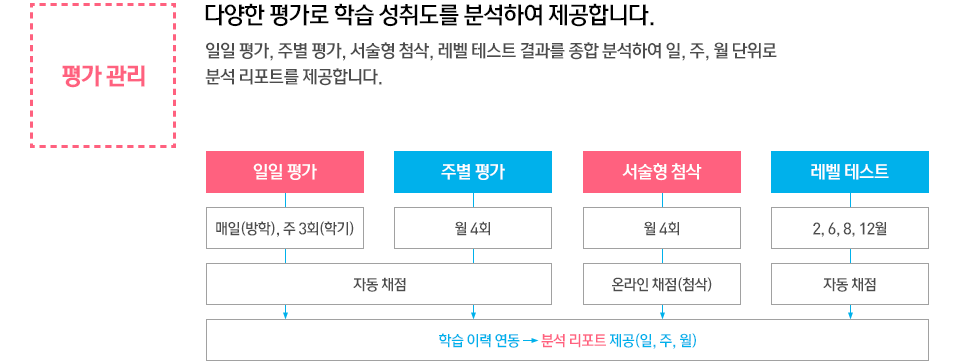 평가 관리
다양한 평가로 학습 성취도를 분석하여 제공합니다.
일일 평가, 주별 평가, 서술형 첨삭, 레벨 테스트 결과를 종합 분석하여 일, 주, 월 단위로
분석 리포트를 제공합니다.
일일 평가 주별 평가 서술형 첨삭 레벨 테스트
매일(방학), 주 3회(학기) 월 4회 월 4회 2, 6, 8, 12월
자동 채점 온라인 채점(첨삭) 자동 채점
학습 이력 연동 → 분석 리포트 제공(일, 주, 월)